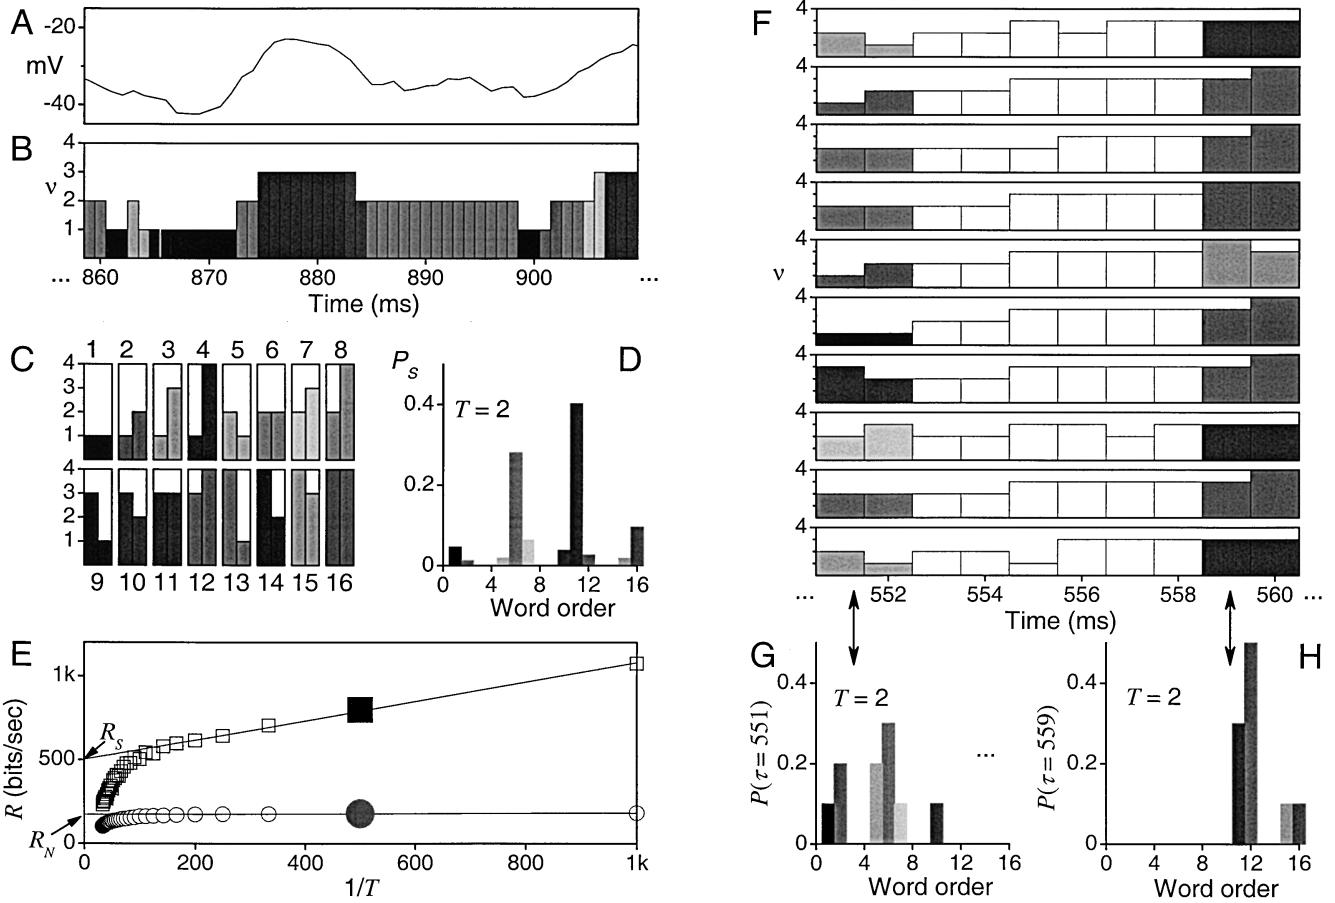 A
-20
mV
-40
B
4
3
ν
2
1
... 860 870 880 890 900 ...
Time (ms)
C
1 2 3 4 5 6 7 8
4
3
2
1
4
3
2
1
9 10 11 12 13 14 15 16
D
P_S
T = 2
0.4
0.2
0
0 4 8 12 16
Word order
E
R (bits/sec)
1k
500
0
R_S
R_N
0 200 400 600 800 1k
1/T
F
4
4
4
4
4
ν
4
4
4
4
4
... 552 554 556 558 560 ...
Time (ms)
G
P(τ = 551)
0.4
0.2
0
T = 2
...
0 4 8 12 16
Word order
H
P(τ = 559)
0.4
0.2
0
T = 2
0 4 8 12 16
Word order